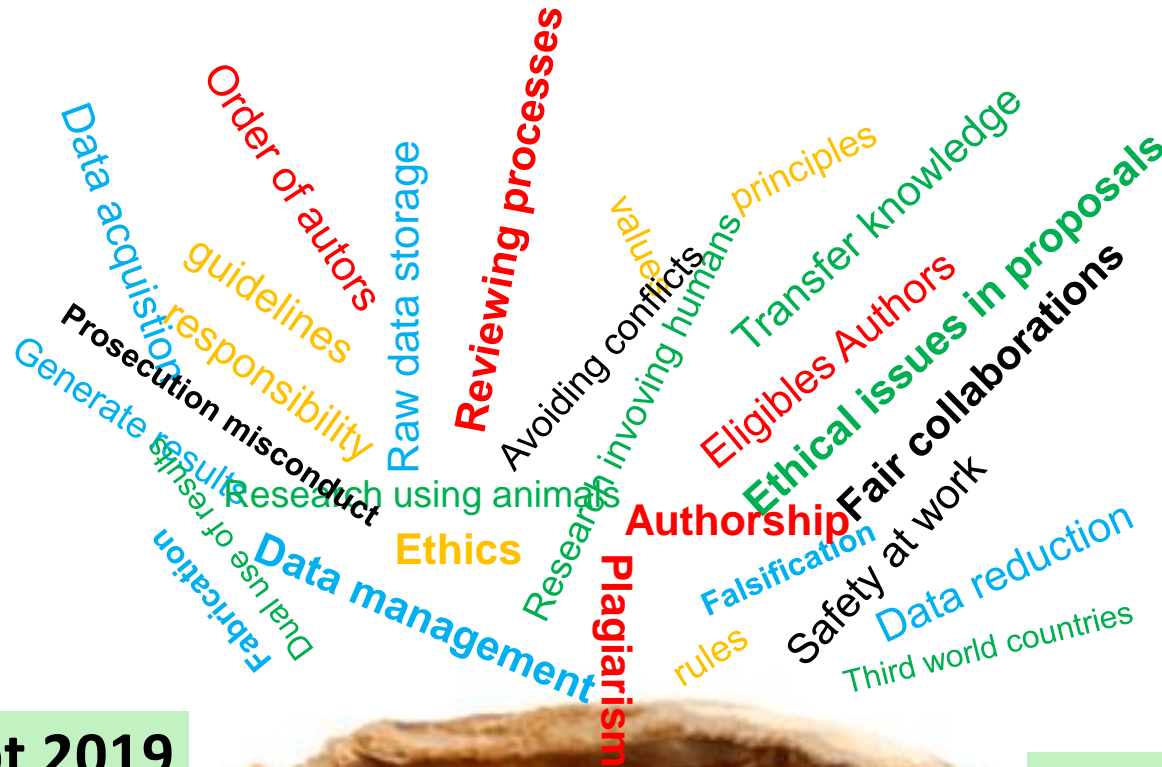 Reviewing processes
Order of autors
Data acquistion
Raw data storage
guidelines
responsibility
Prosecution misconduct
Generate results
values
principles
Transfer knowledge
Avoiding conflicts
Research invoving humans
Eligibles Authors
Ethical issues in proposals
Fair collaborations
Research using animals
Dual use of results
Fabrication
Ethics
Data management
Authorship
Plagiarism
Falsification
Safety at work
Data reduction
rules
Third world countries
2019